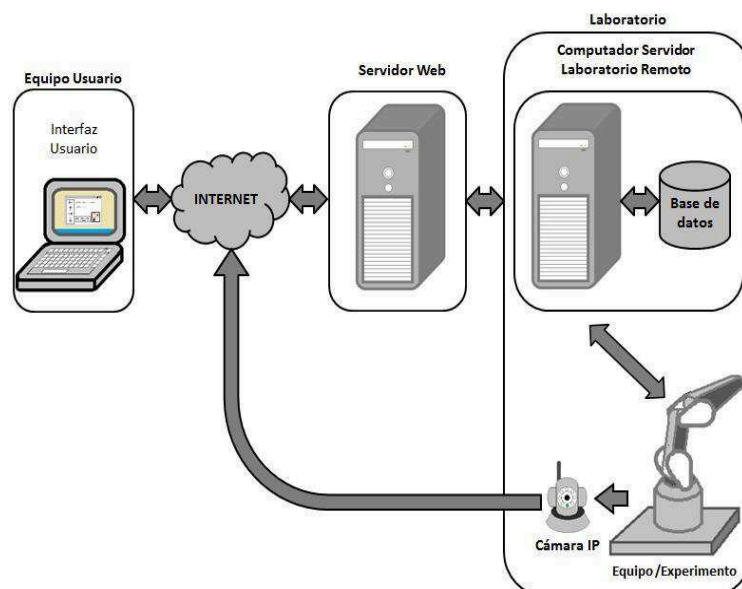 Laboratorio
Computador Servidor
Laboratorio Remoto
Equipo Usuario
Servidor Web
Interfaz
Usuario
INTERNET
Base de
datos
Cámara IP
Equipo/Experimento